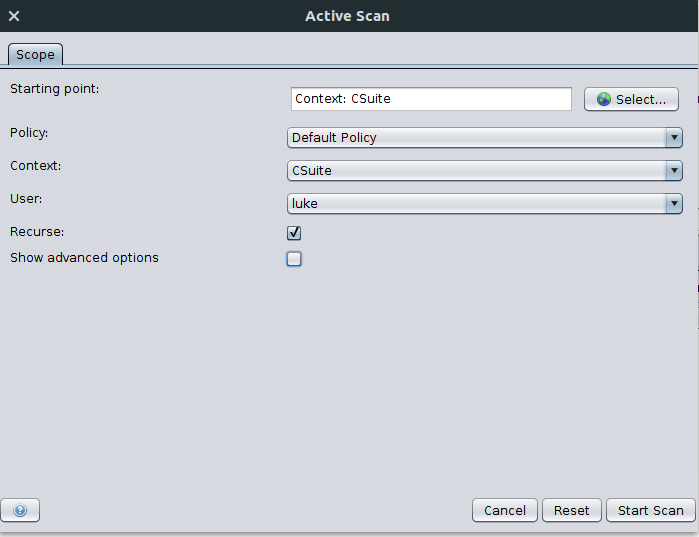 Active Scan
Scope
Starting point:
Context: CSuite
Select...
Policy:
Default Policy
Context:
CSuite
User:
luke
Recurse:
Show advanced options
Cancel
Reset
Start Scan